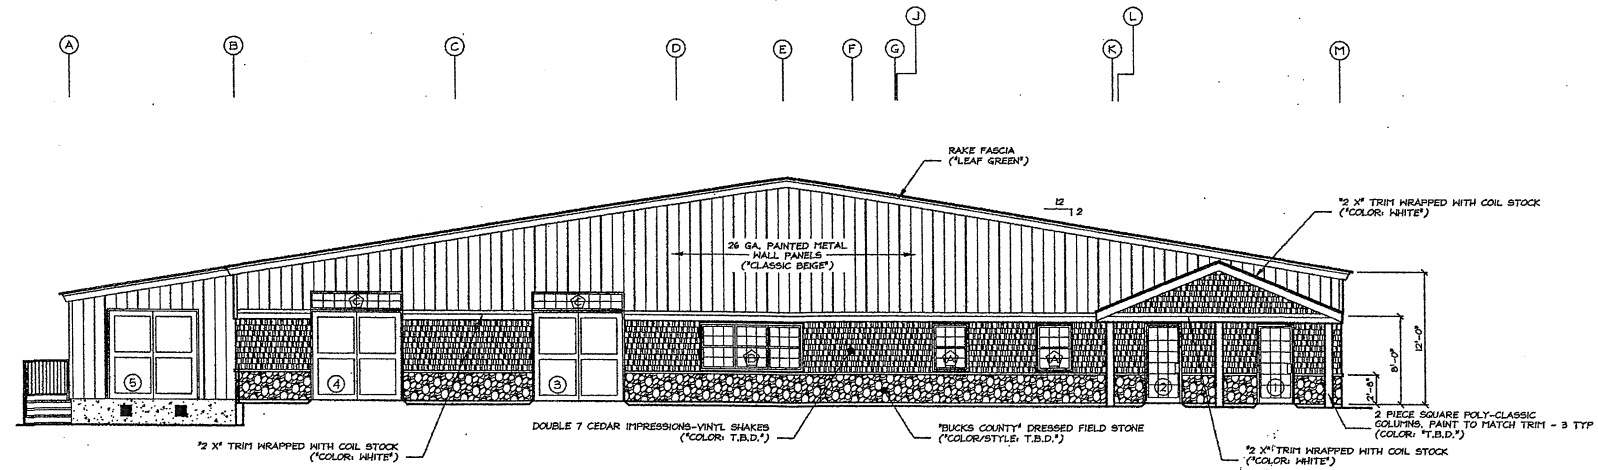 J
L
A
B
C
D
E
F
G
K
M
RAKE FASCIA
("LEAF GREEN")
12
2
"2 X" TRIM WRAPPED WITH COIL STOCK
("COLOR: WHITE")
26 GA. PAINTED METAL
WALL PANELS
("CLASSIC BEIGE")
C
C
D
A
A
5
4
3
2
1
12'-0"
8'-0"
2'-8"
DOUBLE 7 CEDAR IMPRESSIONS-VINYL SHAKES
("COLOR: T.B.D.")
"BUCKS COUNTY" DRESSED FIELD STONE
("COLOR/STYLE: T.B.D.")
2 PIECE SQUARE POLY-CLASSIC
COLUMNS, PAINT TO MATCH TRIM - 3 TYP
(COLOR: "T.B.D.")
"2 X" TRIM WRAPPED WITH COIL STOCK
("COLOR: WHITE")
"2 X" TRIM WRAPPED WITH COIL STOCK
("COLOR: WHITE")